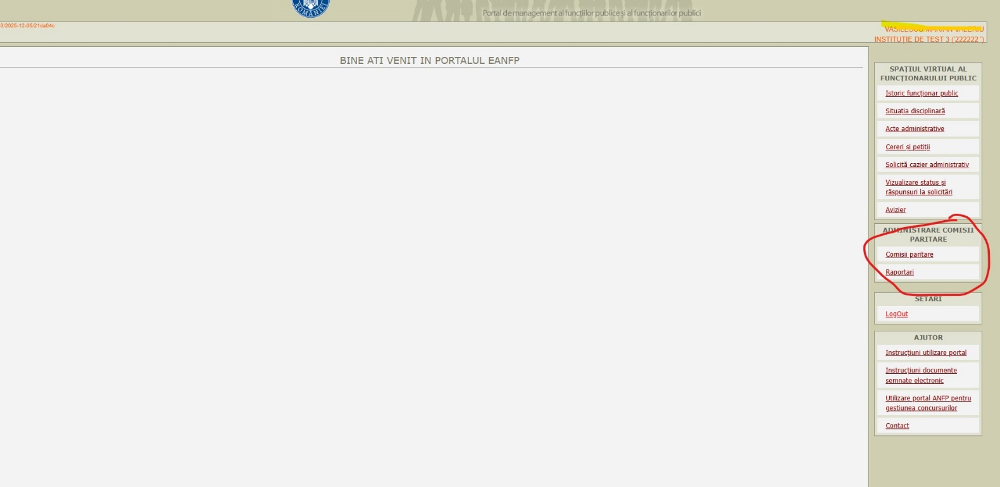 ROMÂNIEI
Portal de management al funcțiilor publice și al funcționarilor publici
3/2025-12-05/21da04c
VASILESCU MARIAN VALERIU
INSTITUȚIE DE TEST 3 ('222222 ')
BINE ATI VENIT IN PORTALUL EANFP
SPAȚIUL VIRTUAL AL
FUNCȚIONARULUI PUBLIC
Istoric funcționar public
Situația disciplinară
Acte administrative
Cereri și petiții
Solicită cazier administrativ
Vizualizare status și
răspunsuri la solicitări
Avizier
ADMINISTRARE COMISII
PARITARE
Comisii paritare
Raportari
SETARI
LogOut
AJUTOR
Instrucțiuni utilizare portal
Instrucțiuni documente
semnate electronic
Utilizare portal ANFP pentru
gestiunea concursurilor
Contact